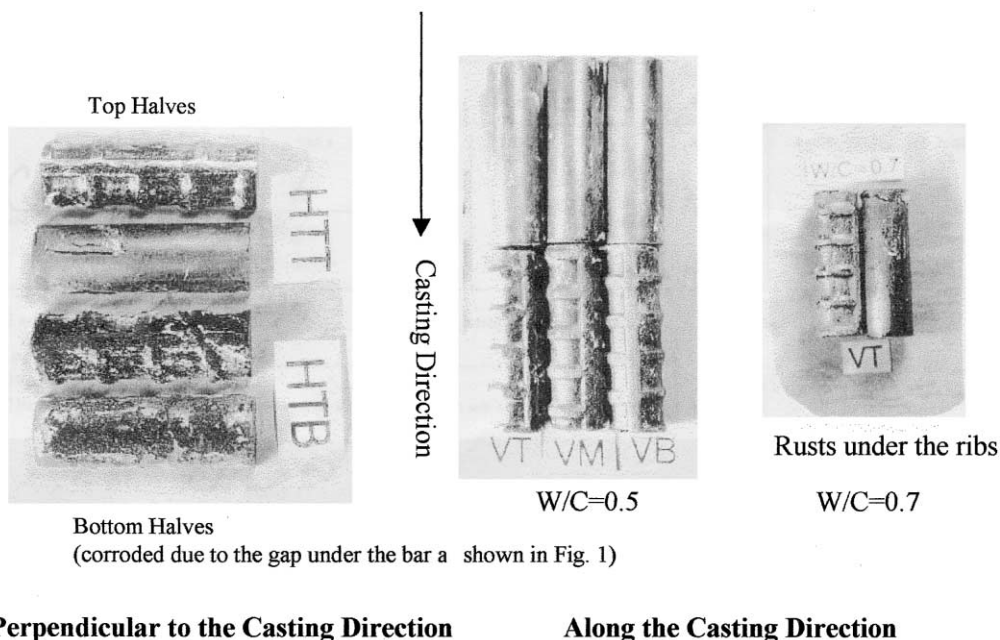 Top Halves
HTT
HTB
Bottom Halves
(corroded due to the gap under the bar a shown in Fig. 1)
Casting Direction
VT VM VB
W/C=0.5
W/C=0.7
VT
Rusts under the ribs
W/C=0.7
Perpendicular to the Casting Direction
Along the Casting Direction